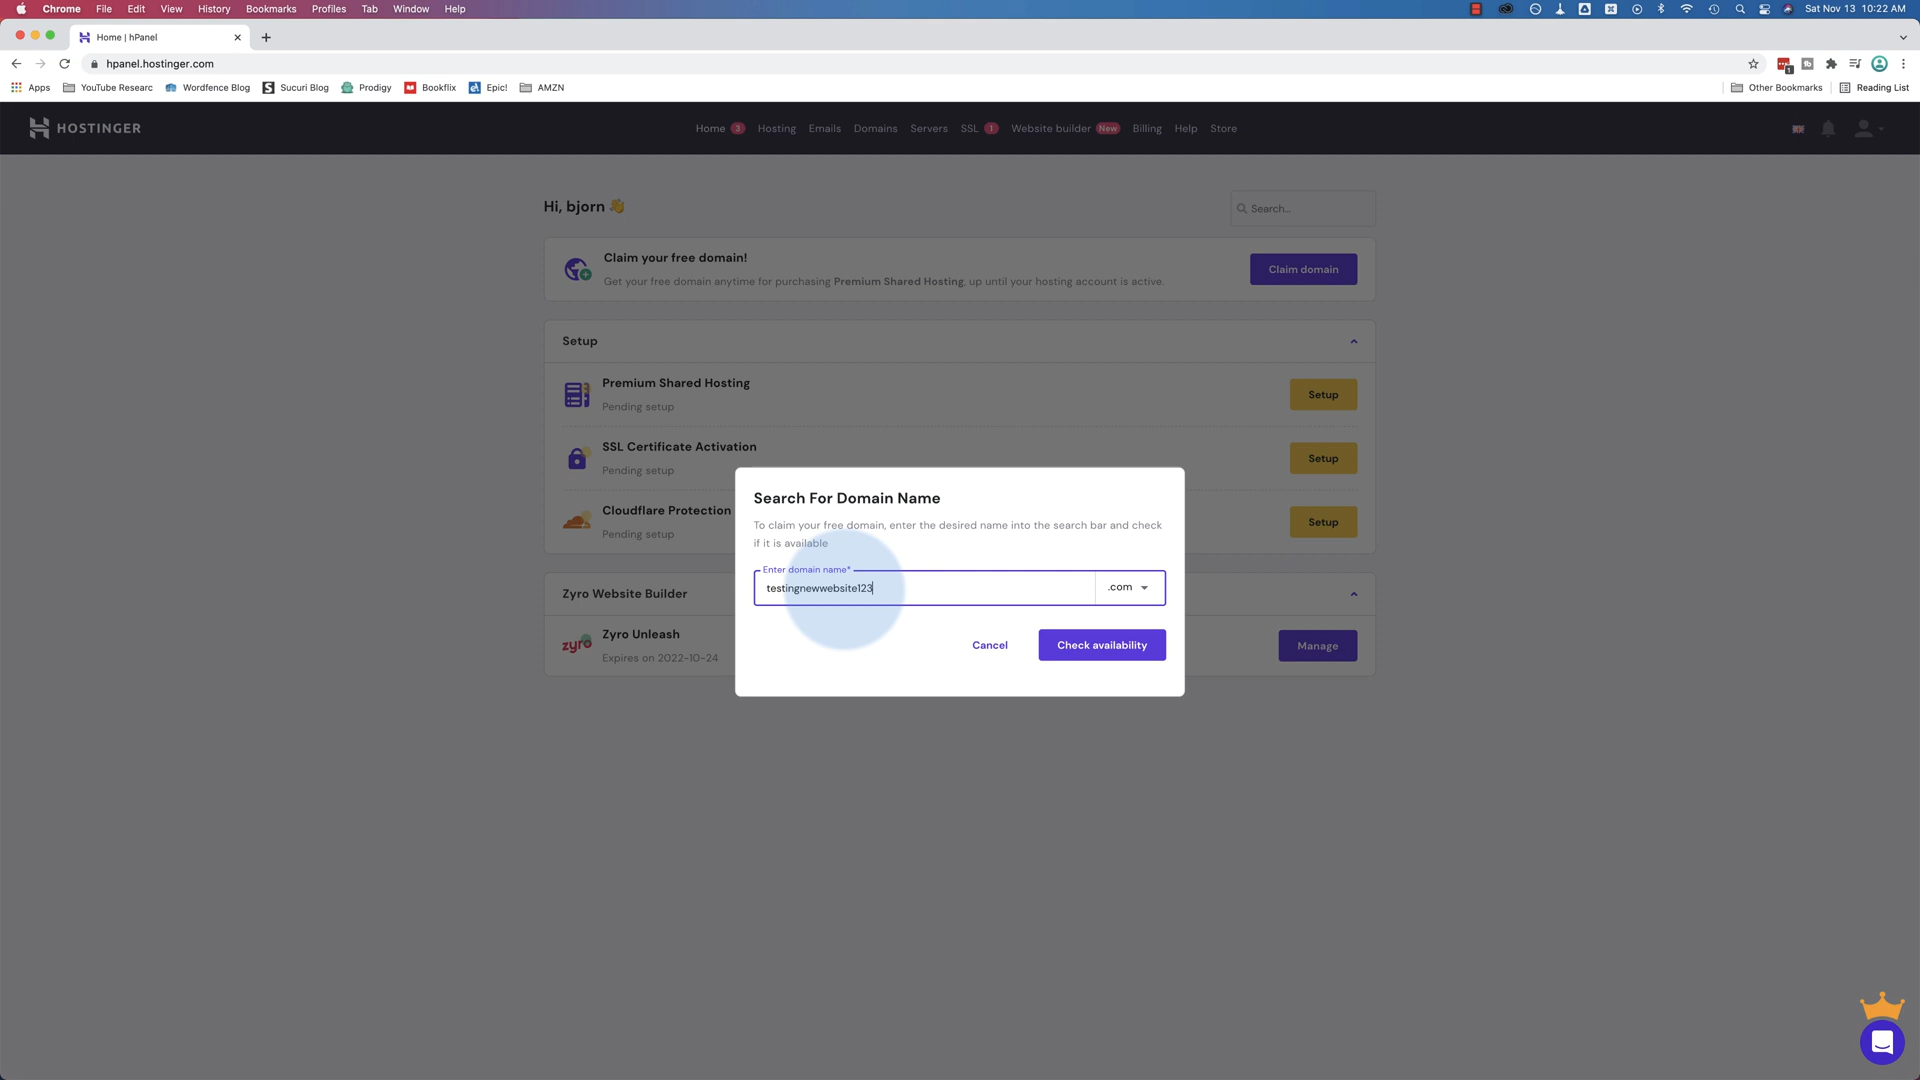 Chrome File Edit View History Bookmarks Profiles Tab Window Help
Sat Nov 13 10:22 AM
Home | hPanel
hpanel.hostinger.com
1
Apps YouTube Researc Wordfence Blog Sucuri Blog Prodigy Bookflix Epic! AMZN Other Bookmarks Reading List
HOSTINGER
Home 3 Hosting Emails Domains Servers SSL 1 Website builder New Billing Help Store
Hi, bjorn 👋
Search...
Claim your free domain!
Get your free domain anytime for purchasing Premium Shared Hosting, up until your hosting account is active.
Claim domain
Setup
Premium Shared Hosting
Pending setup
Setup
SSL Certificate Activation
Pending setup
Setup
Cloudflare Protection
Pending setup
Setup
Search For Domain Name
To claim your free domain, enter the desired name into the search bar and check
if it is available
Enter domain name*
testingnewwebsite123
.com
Cancel
Check availability
Zyro Website Builder
zyro
Zyro Unleash
Expires on 2022-10-24
Manage